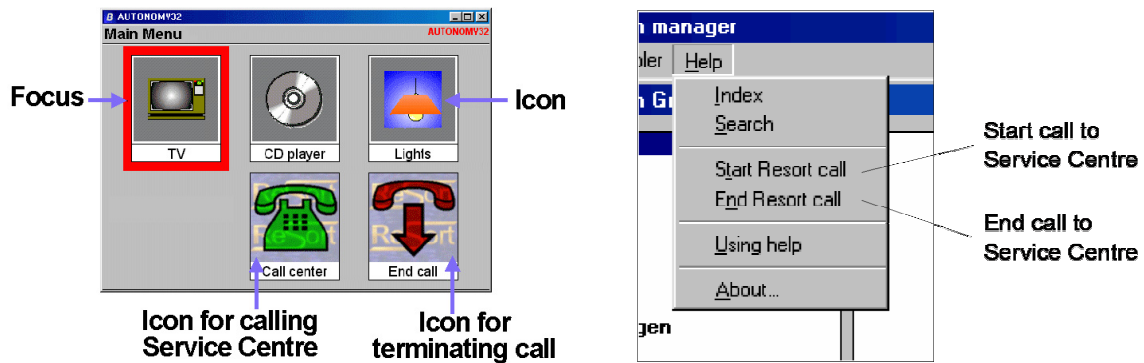 AUTONOMY32
Main Menu
AUTONOMY32
Focus
Icon
TV
CD player
Lights
ReSort
ReSort
Call center
End call
Icon for calling
Service Centre
Icon for
terminating call
manager
Help
Index
Search
Start Resort call
End Resort call
Using help
About...
Start call to
Service Centre
End call to
Service Centre